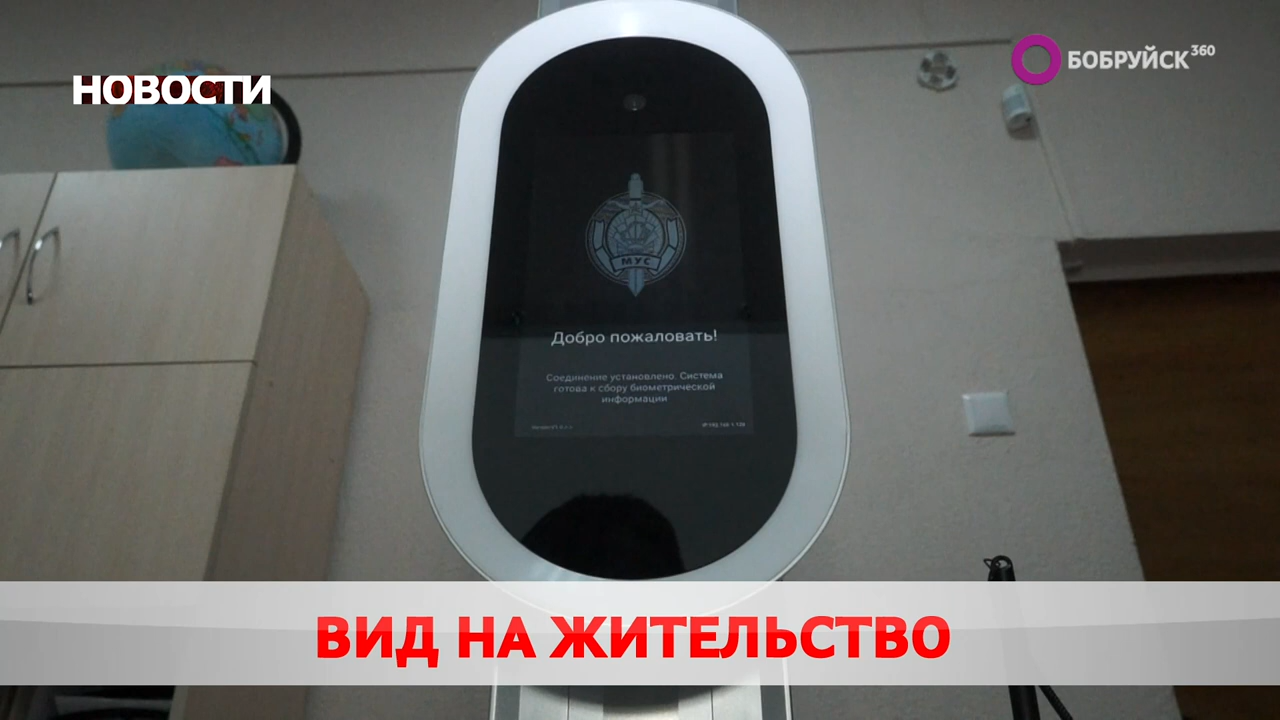 НОВОСТИ
БОБРУЙСК360
МУС
Добро пожаловать!
Соединение установлено. Система
готова к сбору биометрической
информации
ВИД НА ЖИТЕЛЬСТВО